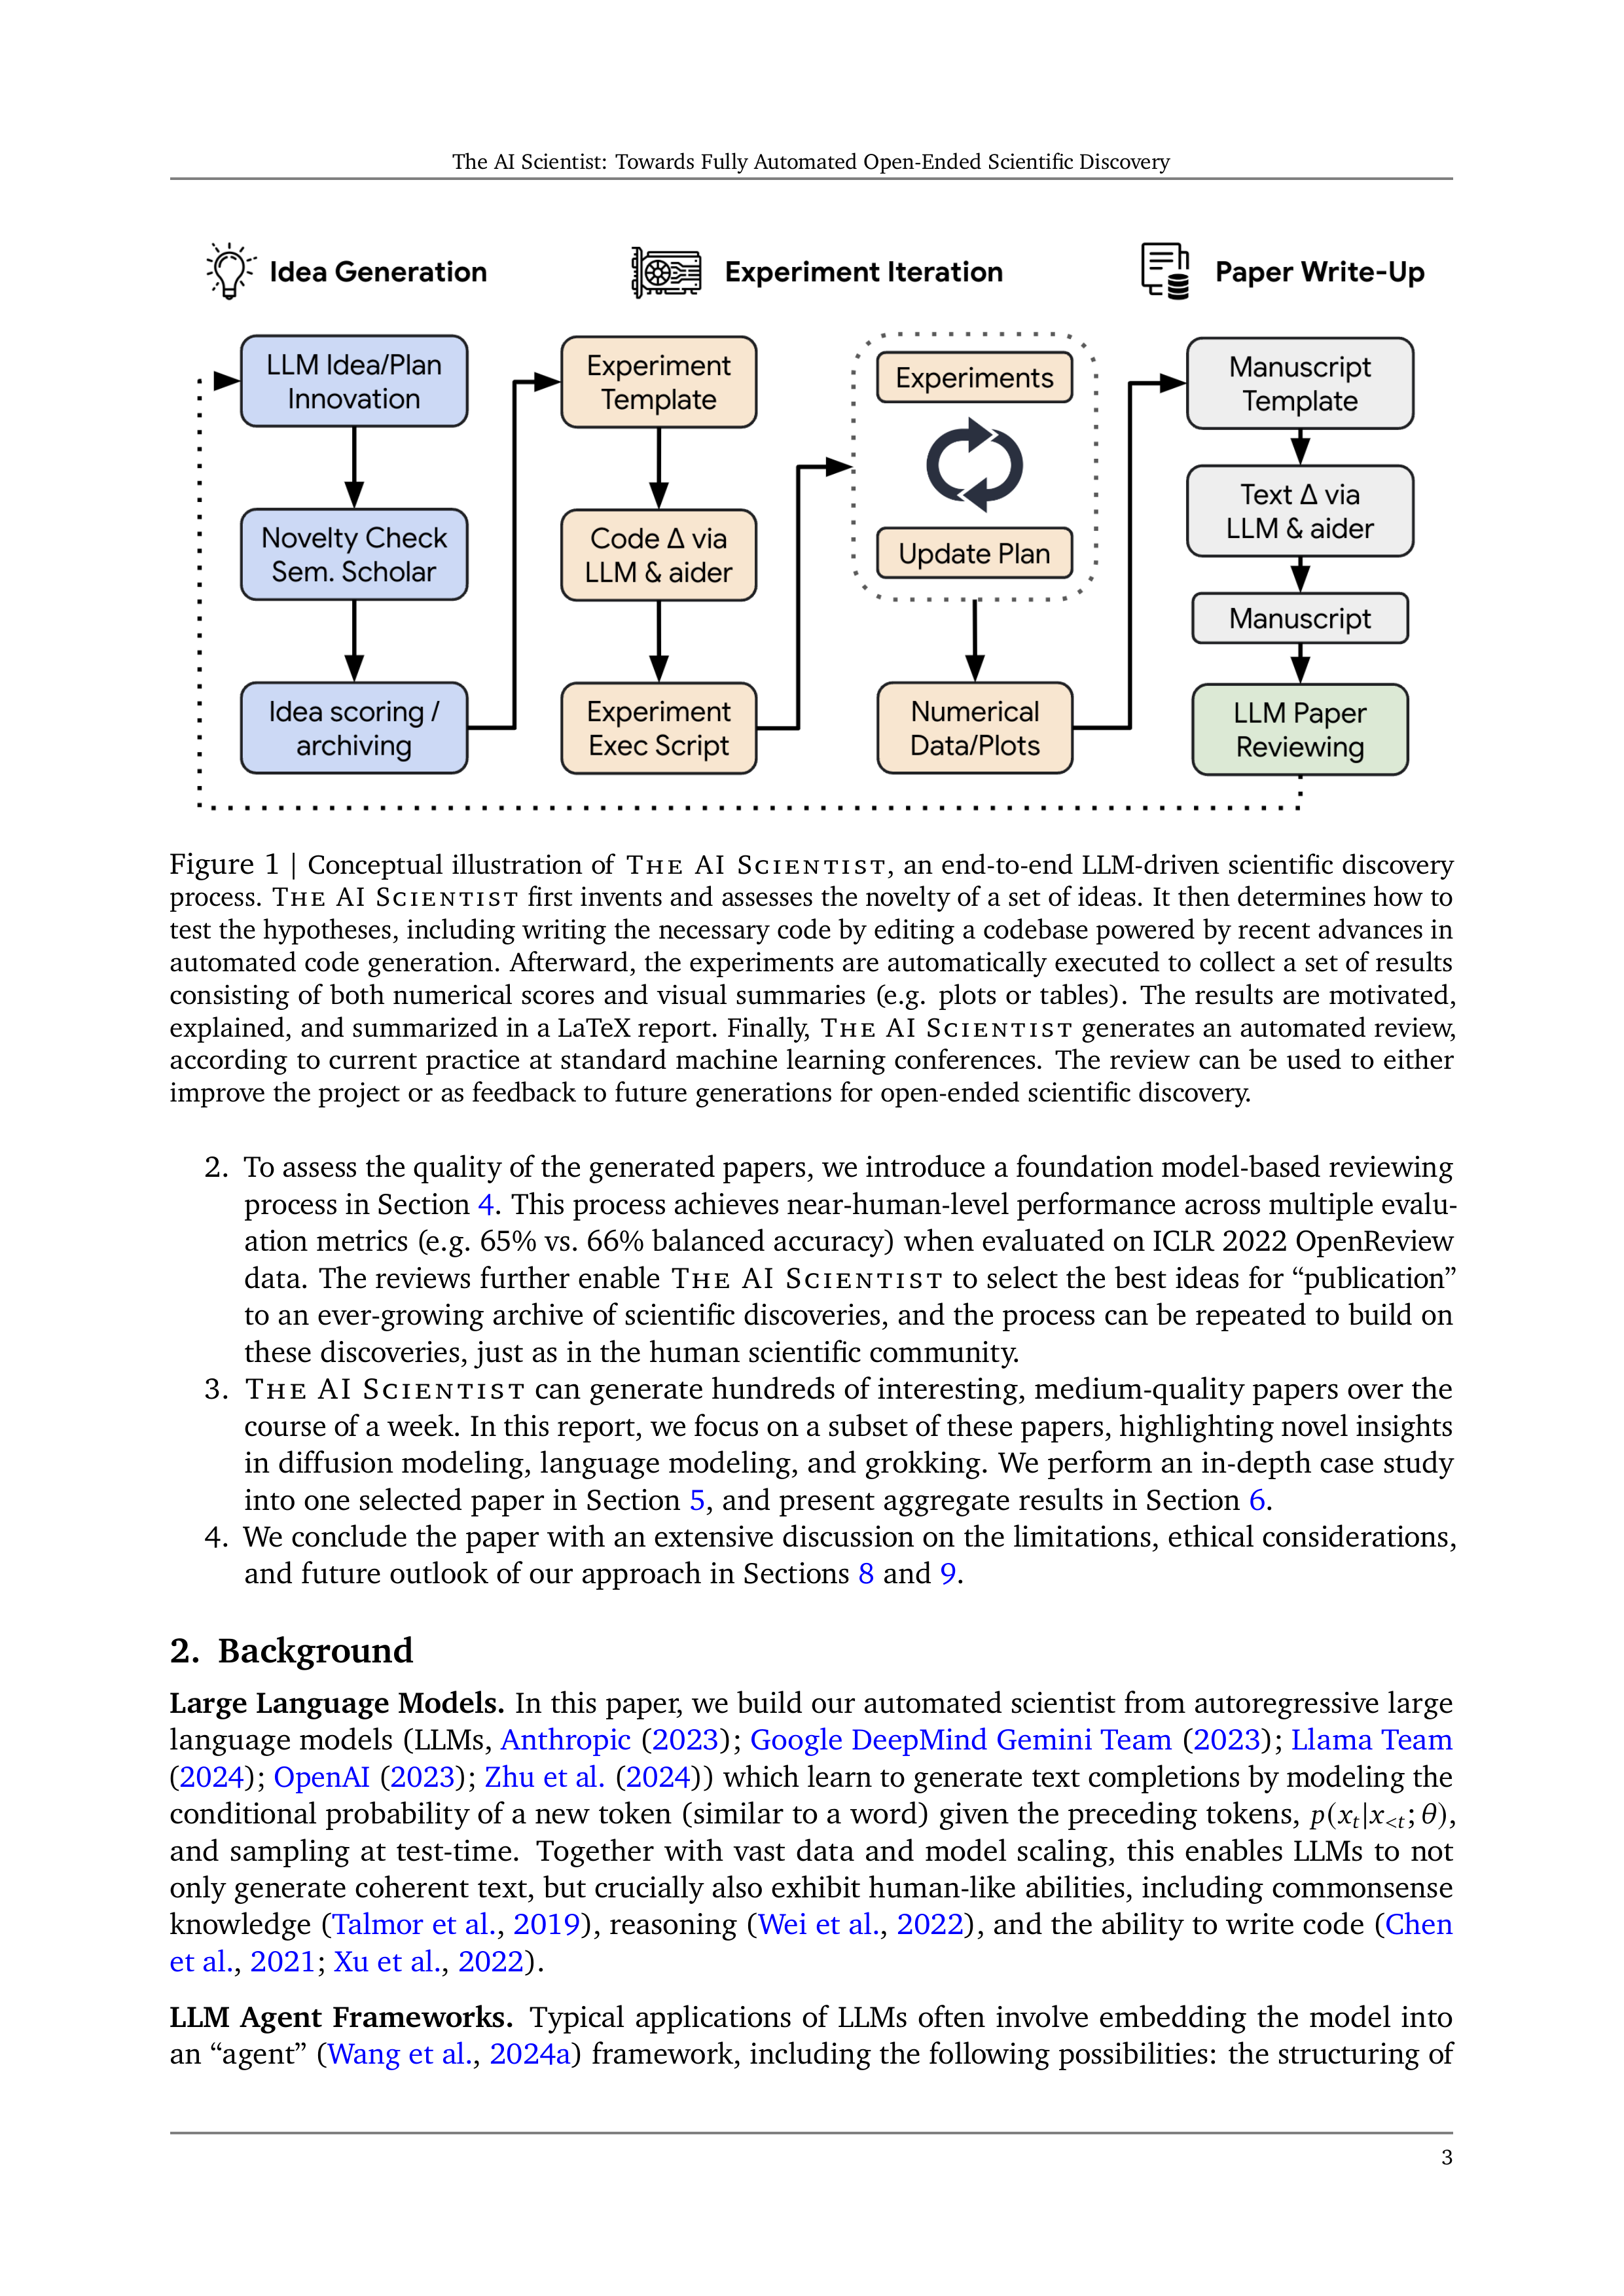 The AI Scientist: Towards Fully Automated Open-Ended Scientific Discovery
Idea Generation
Experiment Iteration
Paper Write-Up
LLM Idea/Plan
Innovation
Novelty Check
Sem. Scholar
Idea scoring /
archiving
Experiment
Template
Code Δ via
LLM & aider
Experiment
Exec Script
Experiments
Update Plan
Numerical
Data/Plots
Manuscript
Template
Text Δ via
LLM & aider
Manuscript
LLM Paper
Reviewing
Figure 1 | Conceptual illustration of THE AI SCIENTIST, an end-to-end LLM-driven scientific discovery
process. THE AI SCIENTIST first invents and assesses the novelty of a set of ideas. It then determines how to
test the hypotheses, including writing the necessary code by editing a codebase powered by recent advances in
automated code generation. Afterward, the experiments are automatically executed to collect a set of results
consisting of both numerical scores and visual summaries (e.g. plots or tables). The results are motivated,
explained, and summarized in a LaTeX report. Finally, THE AI SCIENTIST generates an automated review,
according to current practice at standard machine learning conferences. The review can be used to either
improve the project or as feedback to future generations for open-ended scientific discovery.
2. To assess the quality of the generated papers, we introduce a foundation model-based reviewing
process in Section 4. This process achieves near-human-level performance across multiple evalu-
ation metrics (e.g. 65% vs. 66% balanced accuracy) when evaluated on ICLR 2022 OpenReview
data. The reviews further enable THE AI SCIENTIST to select the best ideas for “publication”
to an ever-growing archive of scientific discoveries, and the process can be repeated to build on
these discoveries, just as in the human scientific community.
3. THE AI SCIENTIST can generate hundreds of interesting, medium-quality papers over the
course of a week. In this report, we focus on a subset of these papers, highlighting novel insights
in diffusion modeling, language modeling, and grokking. We perform an in-depth case study
into one selected paper in Section 5, and present aggregate results in Section 6.
4. We conclude the paper with an extensive discussion on the limitations, ethical considerations,
and future outlook of our approach in Sections 8 and 9.
2. Background
Large Language Models. In this paper, we build our automated scientist from autoregressive large
language models (LLMs, Anthropic (2023); Google DeepMind Gemini Team (2023); Llama Team
(2024); OpenAI (2023); Zhu et al. (2024)) which learn to generate text completions by modeling the
conditional probability of a new token (similar to a word) given the preceding tokens, p(xₜ|x<ₜ; θ),
and sampling at test-time. Together with vast data and model scaling, this enables LLMs to not
only generate coherent text, but crucially also exhibit human-like abilities, including commonsense
knowledge (Talmor et al., 2019), reasoning (Wei et al., 2022), and the ability to write code (Chen
et al., 2021; Xu et al., 2022).
LLM Agent Frameworks. Typical applications of LLMs often involve embedding the model into
an “agent” (Wang et al., 2024a) framework, including the following possibilities: the structuring of
3